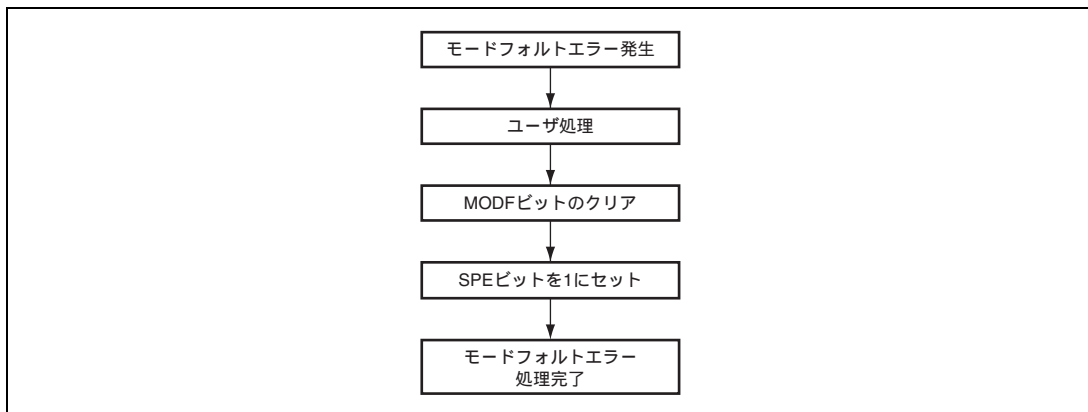 モードフォルトエラー発生
ユーザ処理
MODFビットのクリア
SPEビットを1にセット
モードフォルトエラー
処理完了